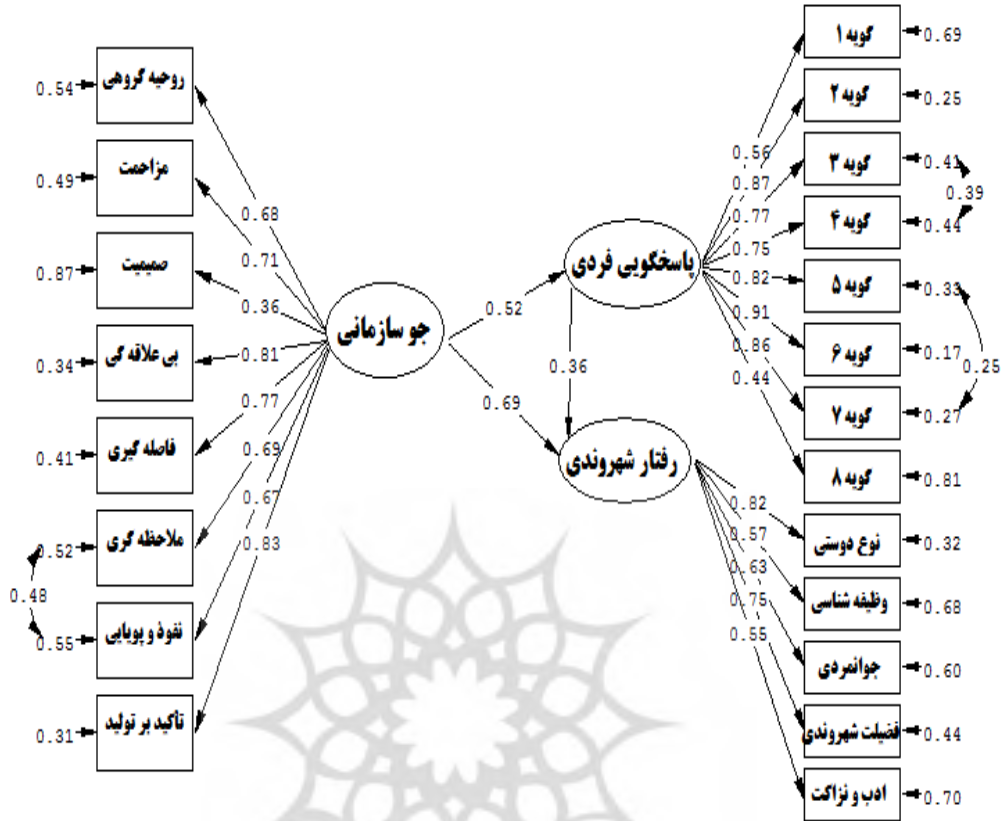 روحیه گروهی
0.54
مزاحمت
0.49
صمیمیت
0.87
بی علاقه گی
0.34
فاصله گیری
0.41
ملاحظه گری
0.52
نفوذ و پویایی
0.55
0.48
تأکید بر تولید
0.31
0.68
0.71
0.36
0.81
0.77
0.69
0.67
0.83
جو سازمانی
0.52
0.69
پاسخگویی فردی
0.36
رفتار شهروندی
0.56
0.87
0.77
0.75
0.82
0.91
0.86
0.44
گویه ۱
0.69
گویه ۲
0.25
گویه ۳
0.41
گویه ۴
0.44
0.39
گویه ۵
0.33
گویه ۶
0.17
گویه ۷
0.27
0.25
گویه ۸
0.81
0.82
0.57
0.63
0.75
0.55
نوع دوستی
0.32
وظیفه شناسی
0.68
جوانمردی
0.60
فضیلت شهروندی
0.44
ادب و نزاکت
0.70